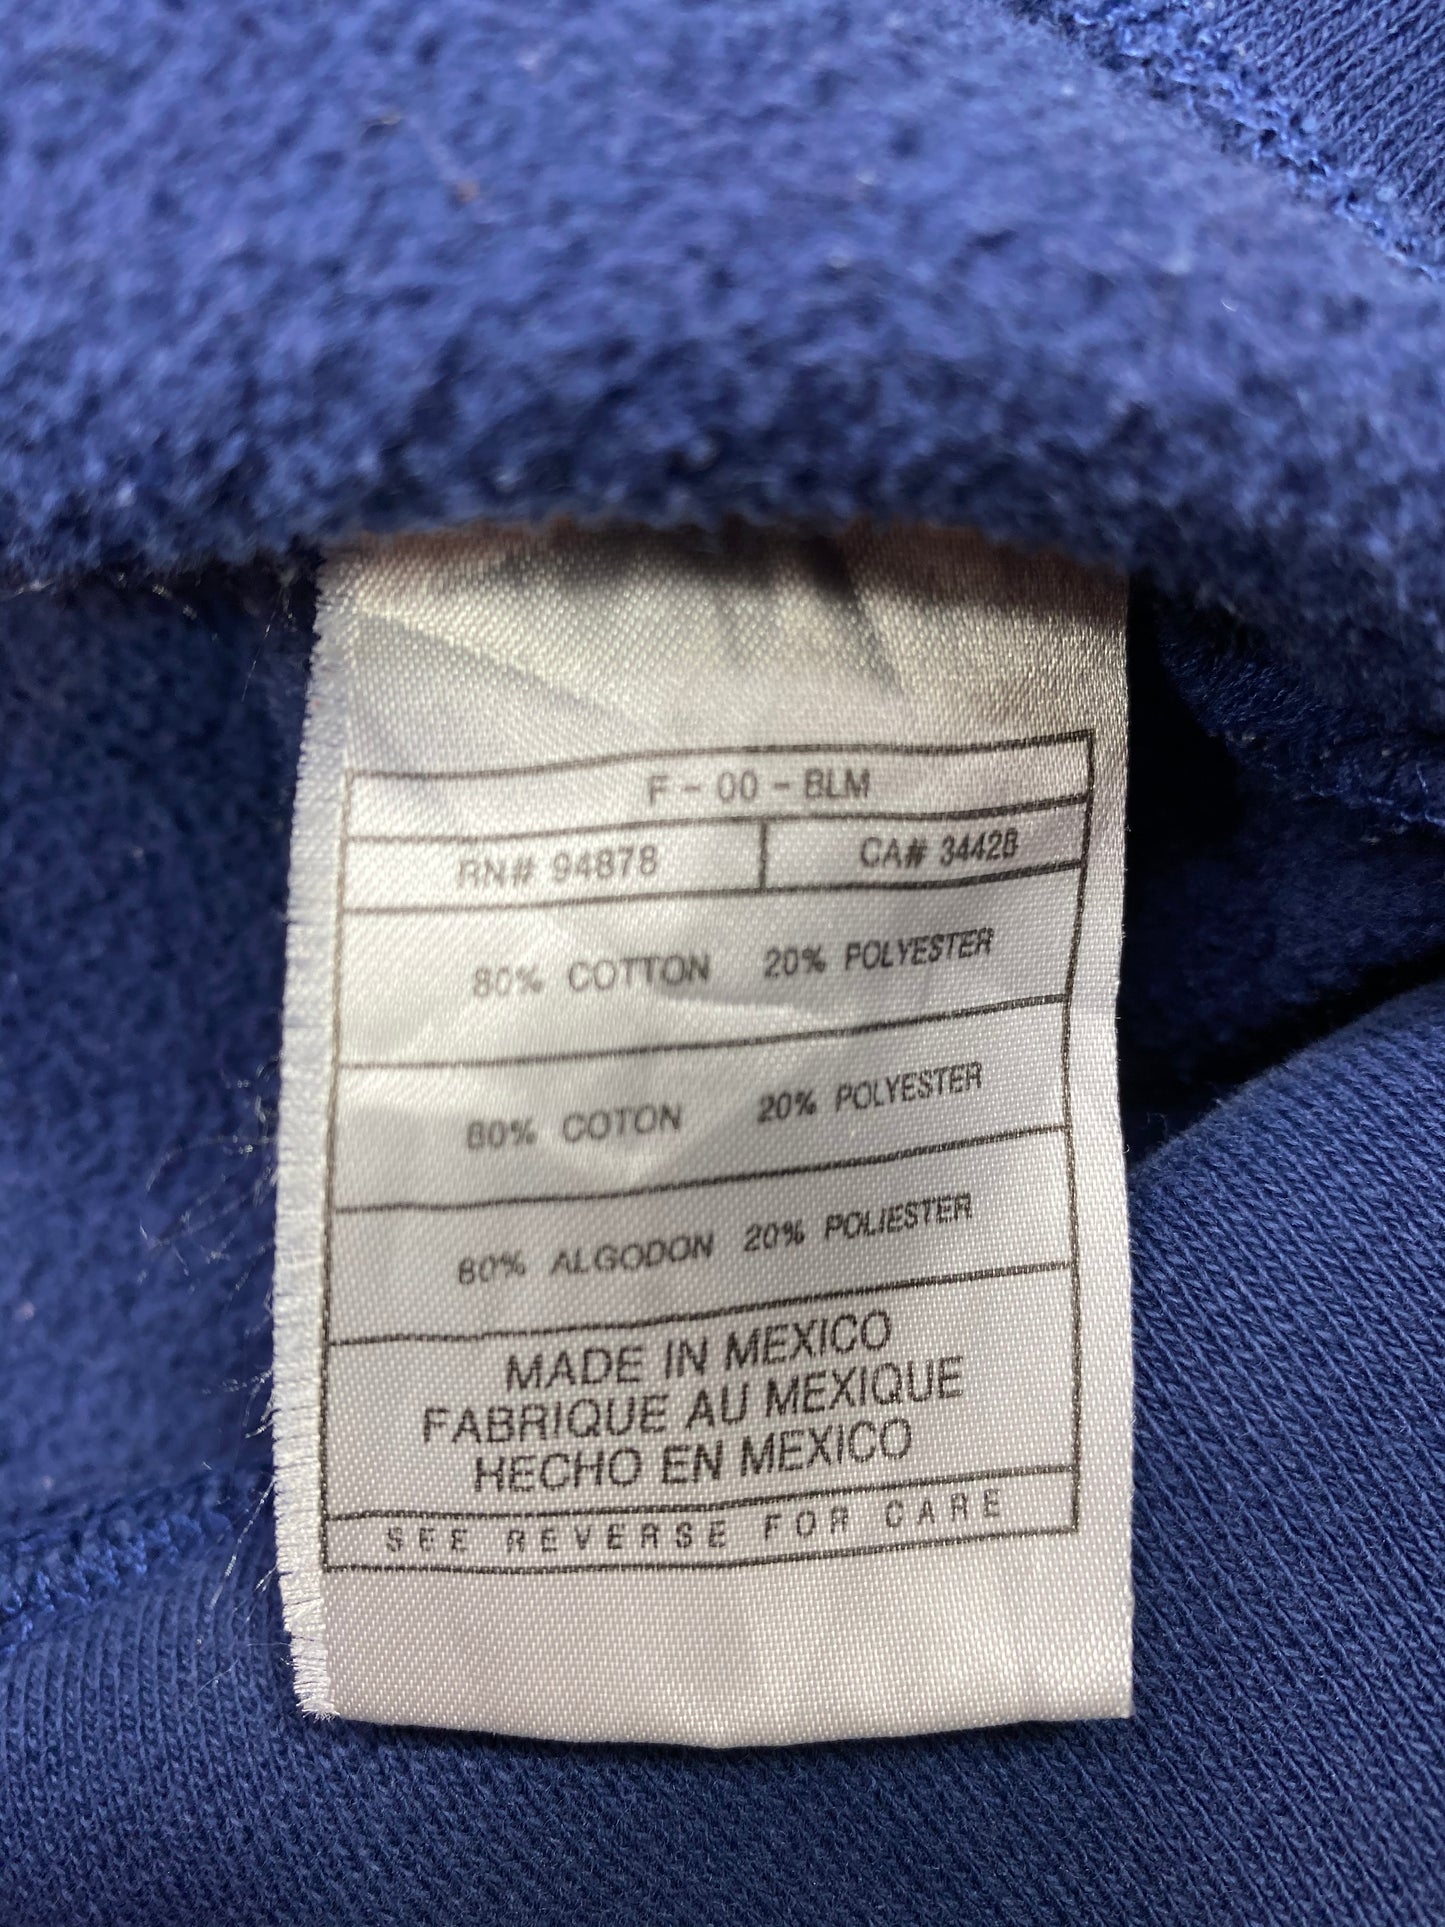 F - 00 - BLM
RN# 94878 CA# 34428
80% COTTON 20% POLYESTER
80% COTON 20% POLYESTER
80% ALGODON 20% POLIESTER
MADE IN MEXICO
FABRIQUE AU MEXIQUE
HECHO EN MEXICO
SEE REVERSE FOR CARE